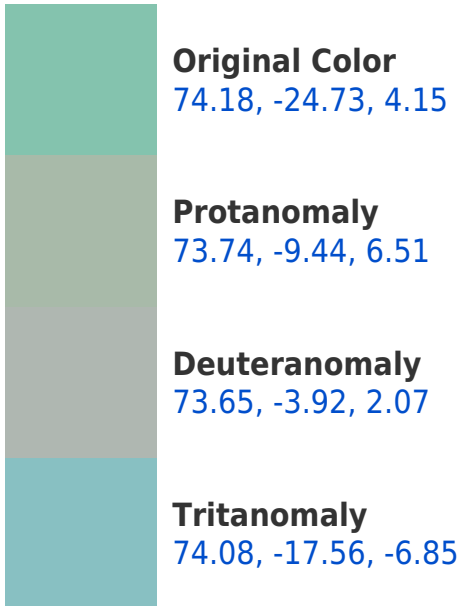 Original Color
74.18, -24.73, 4.15
Protanomaly
73.74, -9.44, 6.51
Deuteranomaly
73.65, -3.92, 2.07
Tritanomaly
74.08, -17.56, -6.85